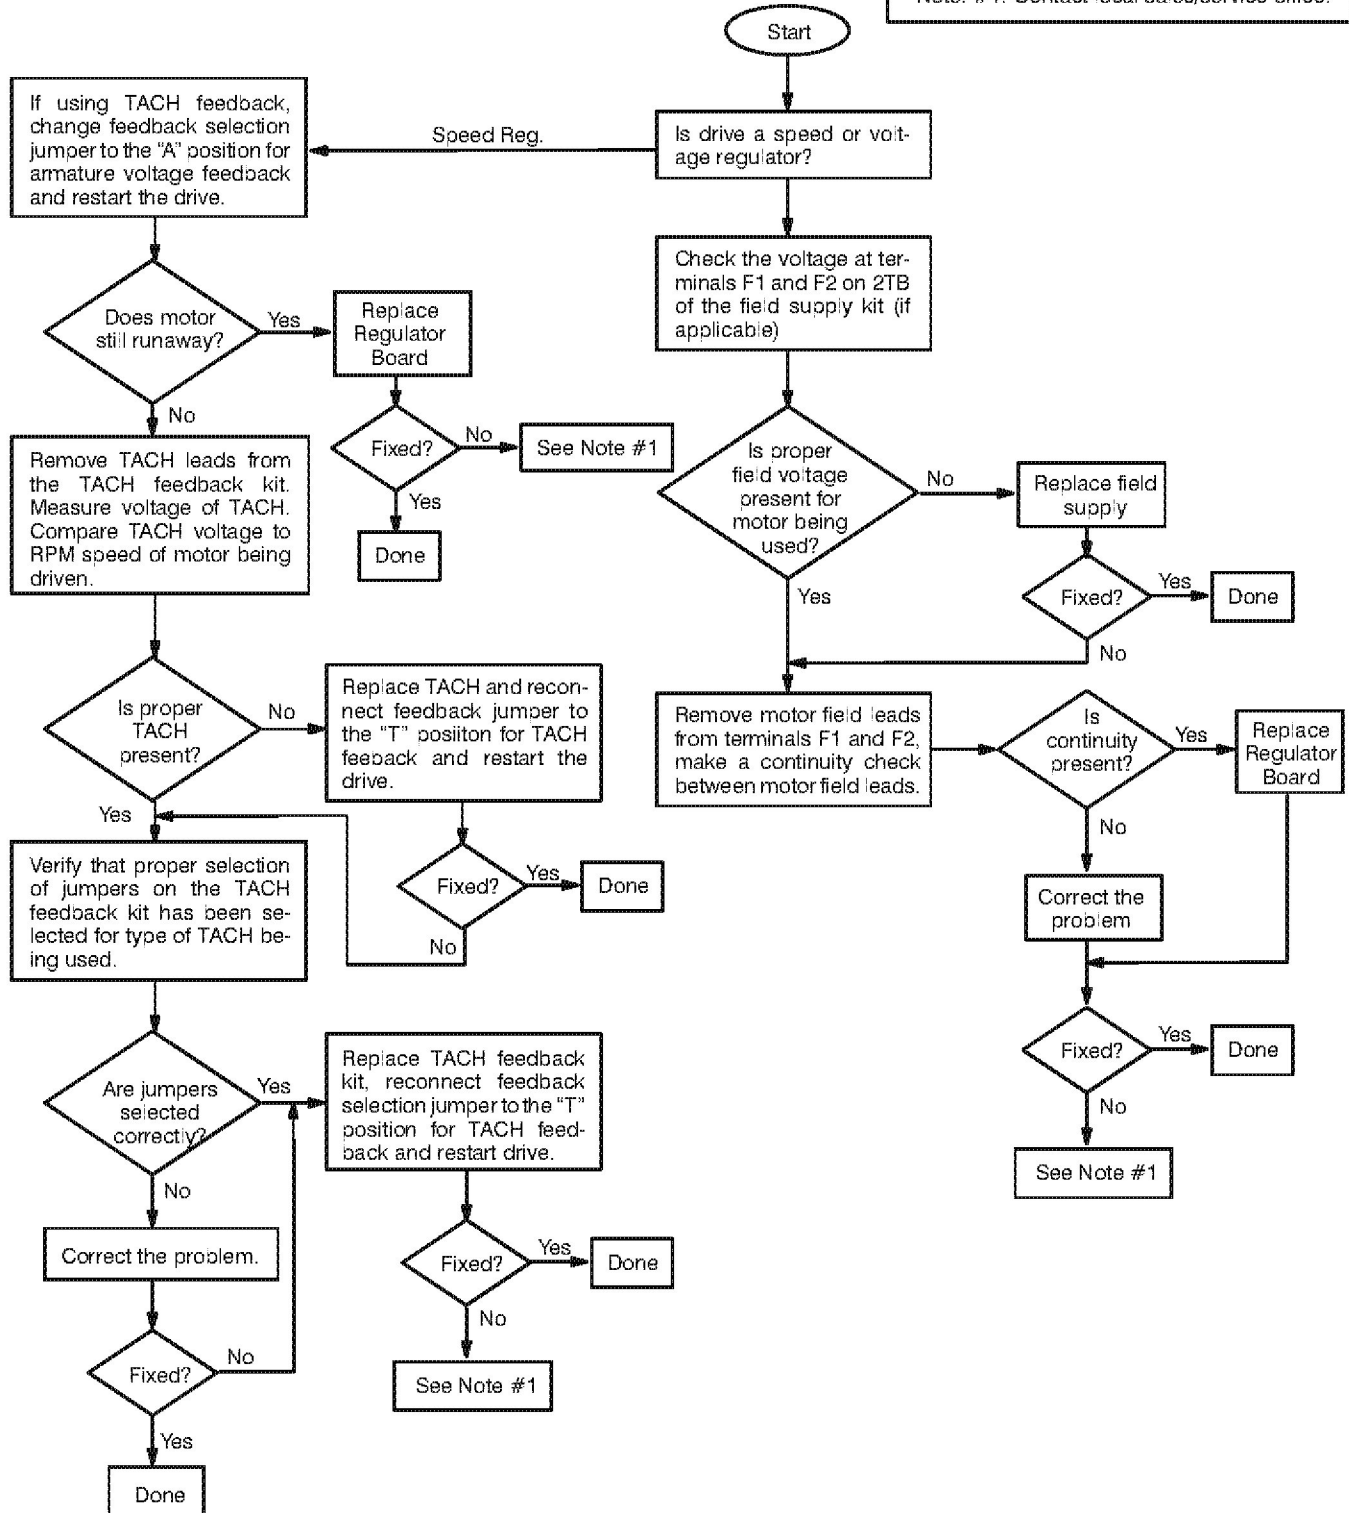 Note: #1: Contact local sales/service office.
Start
If using TACH feedback,
change feedback selection
jumper to the "A" position for
armature voltage feedback
and restart the drive.
Speed Reg.
Is drive a speed or volt-
age regulator?
Check the voltage at ter-
minals F1 and F2 on 2TB
of the field supply kit (if
applicable)
Does motor
still runaway?
Yes
Replace
Regulator
Board
No
Fixed?
No
See Note #1
Yes
Done
Remove TACH leads from
the TACH feedback kit.
Measure voltage of TACH.
Compare TACH voltage to
RPM speed of motor being
driven.
Is proper
field voltage
present for
motor being
used?
No
Replace field
supply
Yes
Fixed?
Yes
Done
No
Is proper
TACH
present?
No
Replace TACH and recon-
nect feedback jumper to
the "T" posiiton for TACH
feeback and restart the
drive.
Yes
Fixed?
Yes
Done
No
Remove motor field leads
from terminals F1 and F2,
make a continuity check
between motor field leads.
Is
continuity
present?
Yes
Replace
Regulator
Board
No
Correct the
problem
Fixed?
Yes
Done
No
See Note #1
Verify that proper selection
of jumpers on the TACH
feedback kit has been se-
lected for type of TACH be-
ing used.
Are jumpers
selected
correctly?
Yes
Replace TACH feedback
kit, reconnect feedback
selection jumper to the "T"
position for TACH feed-
back and restart drive.
No
Correct the problem.
Fixed?
No
Yes
Done
Fixed?
Yes
Done
No
See Note #1